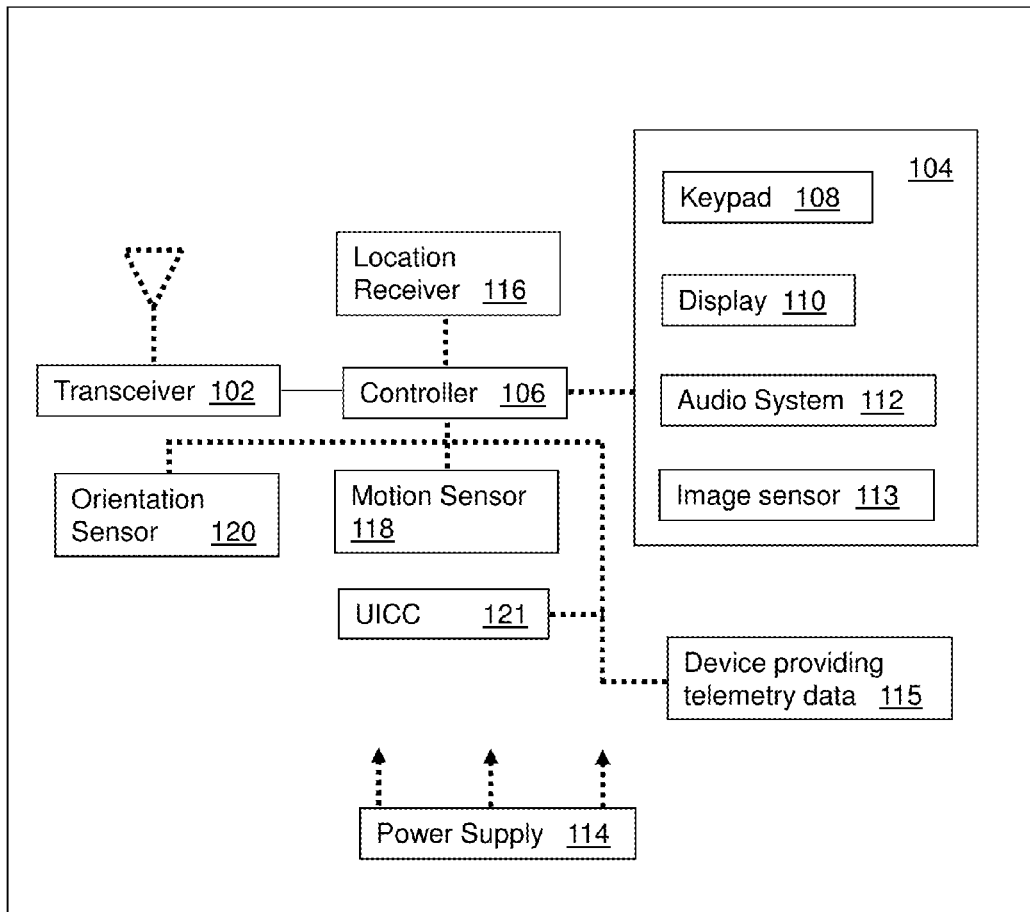 104
Keypad 108
Location
Receiver 116
Display 110
Transceiver 102
Controller 106
Audio System 112
Orientation
Sensor 120
Motion Sensor
118
Image sensor 113
UICC 121
Device providing
telemetry data 115
Power Supply 114